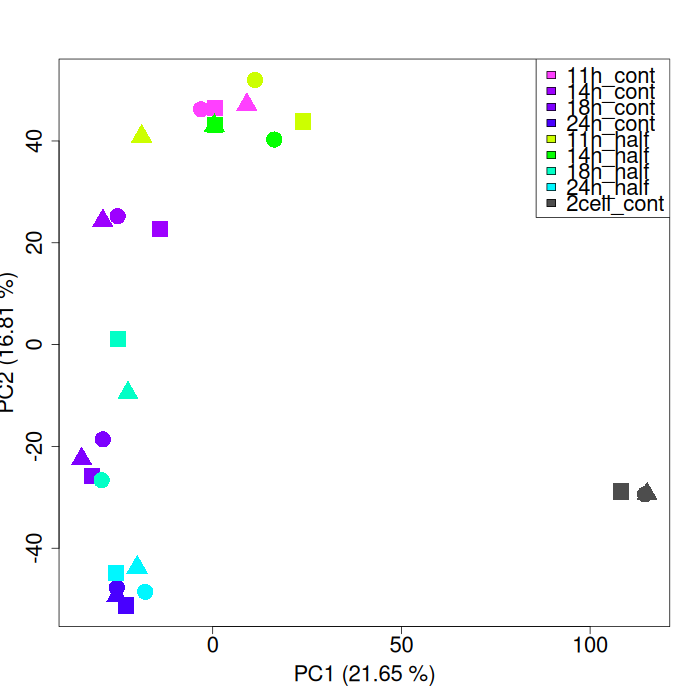 11h_cont
14h_cont
18h_cont
24h_cont
11h_half
14h_half
18h_half
24h_half
2cell_cont
40
20
0
-20
-40
PC2 (16.81 %)
0
50
100
PC1 (21.65 %)